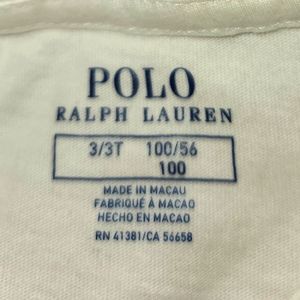 POLO
RALPH LAUREN
3/3T 100/56
100
MADE IN MACAU
FABRIQUÉ À MACAO
HECHO EN MACAO
RN 41381/CA 56658